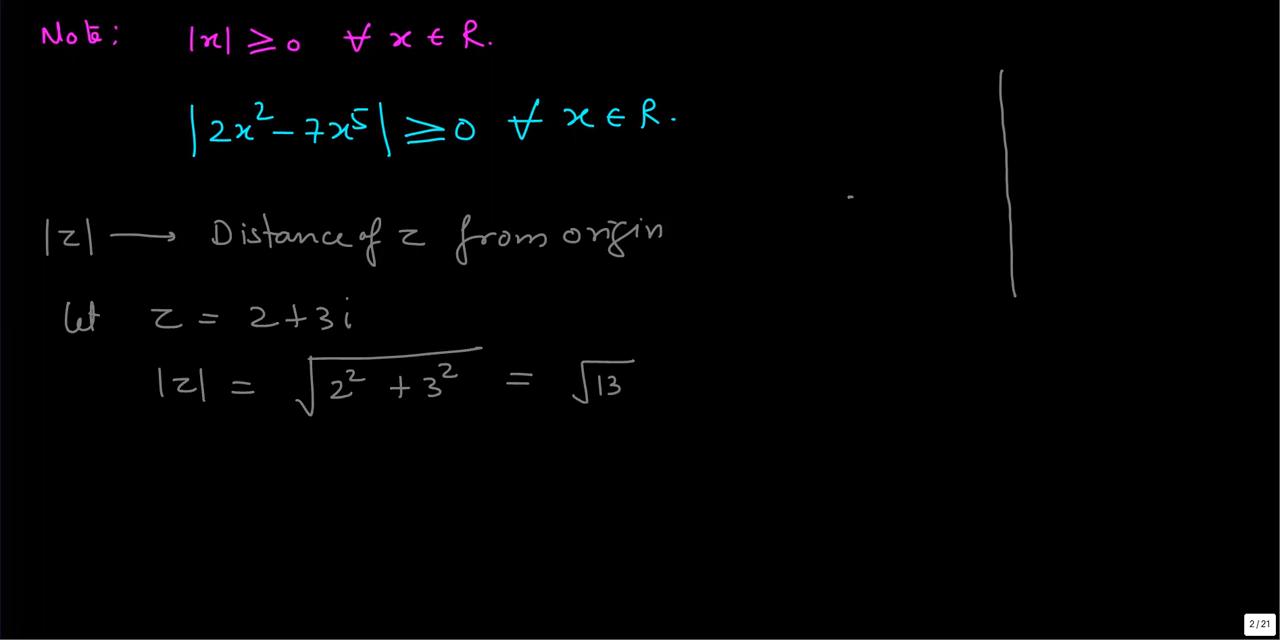 Note: |x| ≥ 0 ∀ x ∈ R.
|2x² - 7x⁵| ≥ 0 ∀ x ∈ R.
|z| ⟶ Distance of z from origin
Let z = 2 + 3i
|z| = √(2² + 3²) = √13
2 / 21